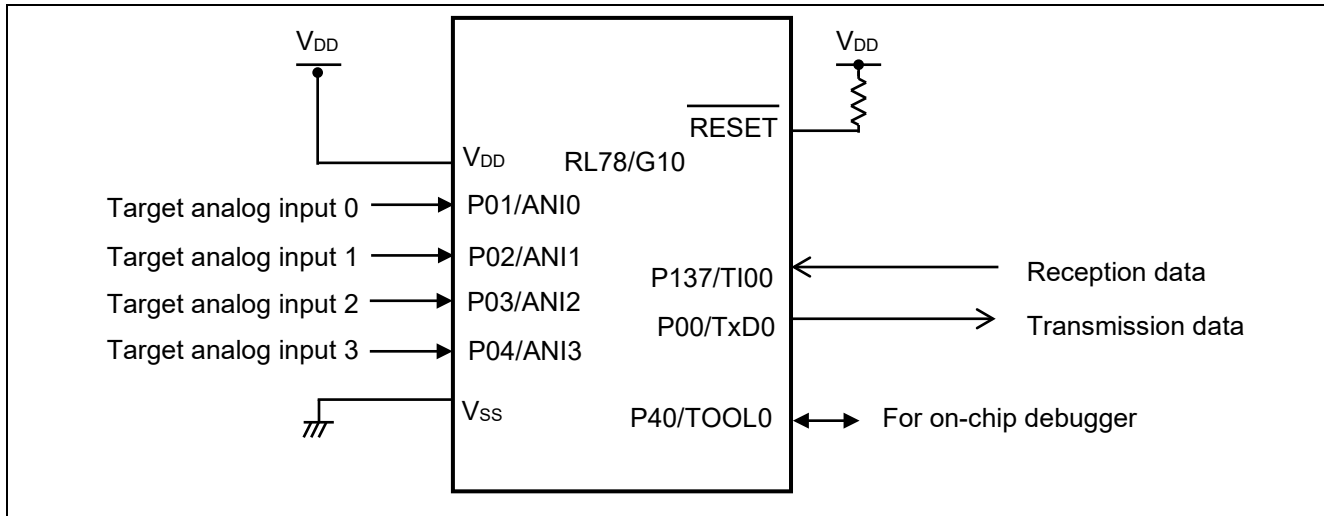 VDD
VDD
RESET
VDD
RL78/G10
Target analog input 0
P01/ANI0
Target analog input 1
P02/ANI1
P137/TI00
Reception data
Target analog input 2
P03/ANI2
P00/TxD0
Transmission data
Target analog input 3
P04/ANI3
VSS
P40/TOOL0
For on-chip debugger